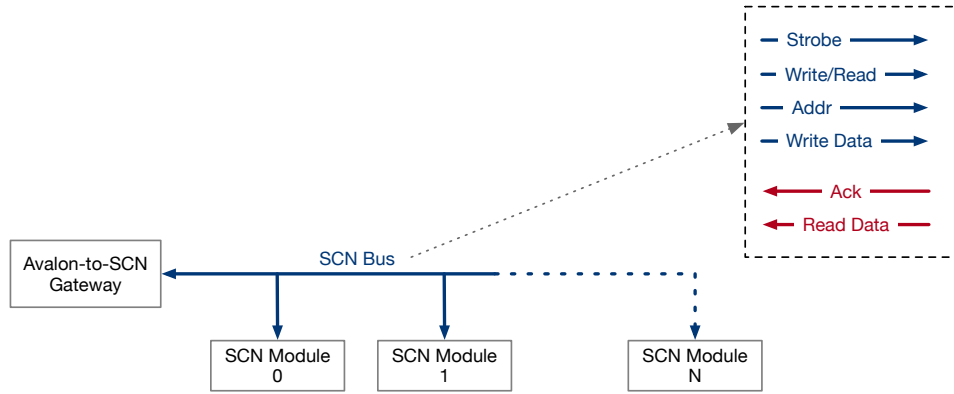 Strobe
Write/Read
Addr
Write Data
Ack
Read Data
SCN Bus
Avalon-to-SCN
Gateway
SCN Module
0
SCN Module
1
SCN Module
N